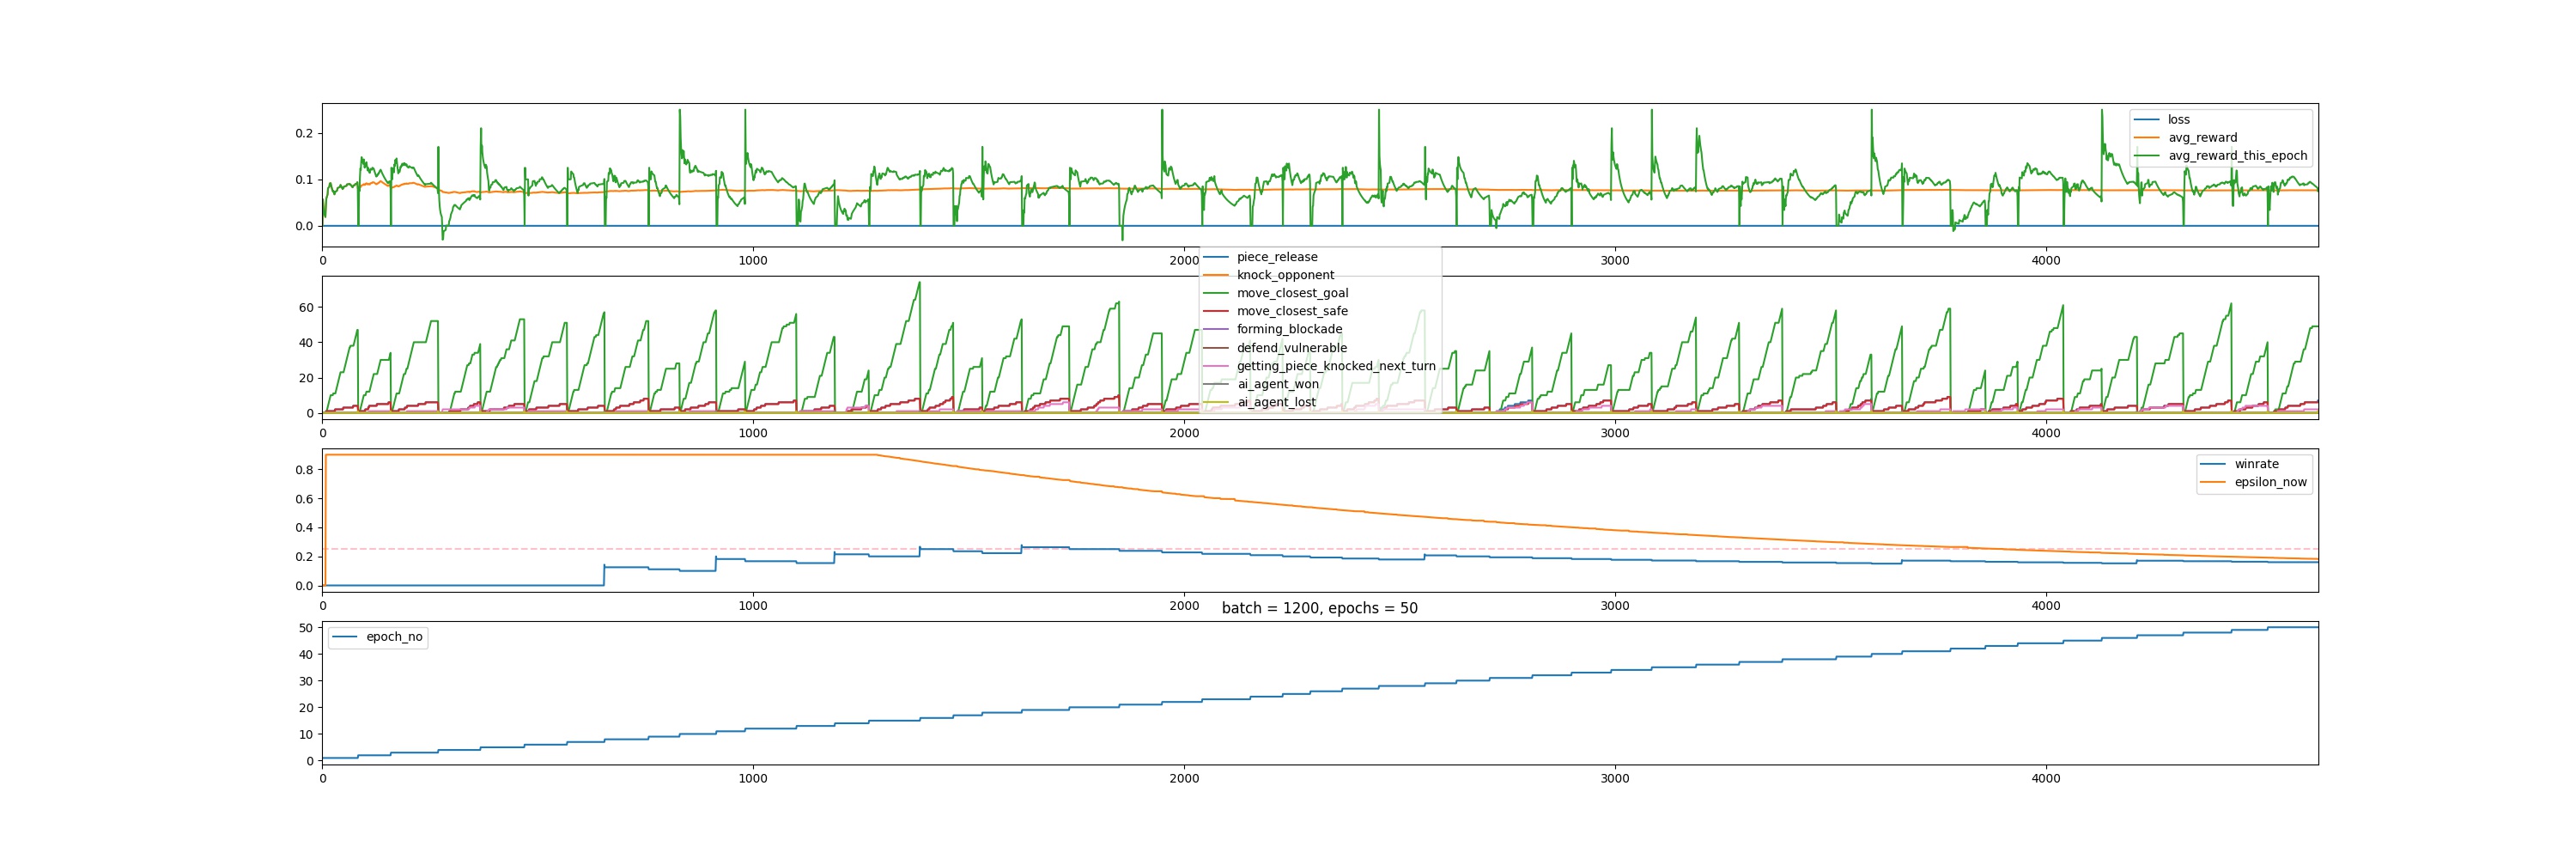 0.2
0.1
0.0
loss
avg_reward
avg_reward_this_epoch
0 1000 2000 3000 4000
60
40
20
0
piece_release
knock_opponent
move_closest_goal
move_closest_safe
forming_blockade
defend_vulnerable
getting_piece_knocked_next_turn
ai_agent_won
ai_agent_lost
0 1000 2000 3000 4000
0.8
0.6
0.4
0.2
0.0
winrate
epsilon_now
0 1000 2000 3000 4000
batch = 1200, epochs = 50
50
40
30
20
10
0
epoch_no
0 1000 2000 3000 4000